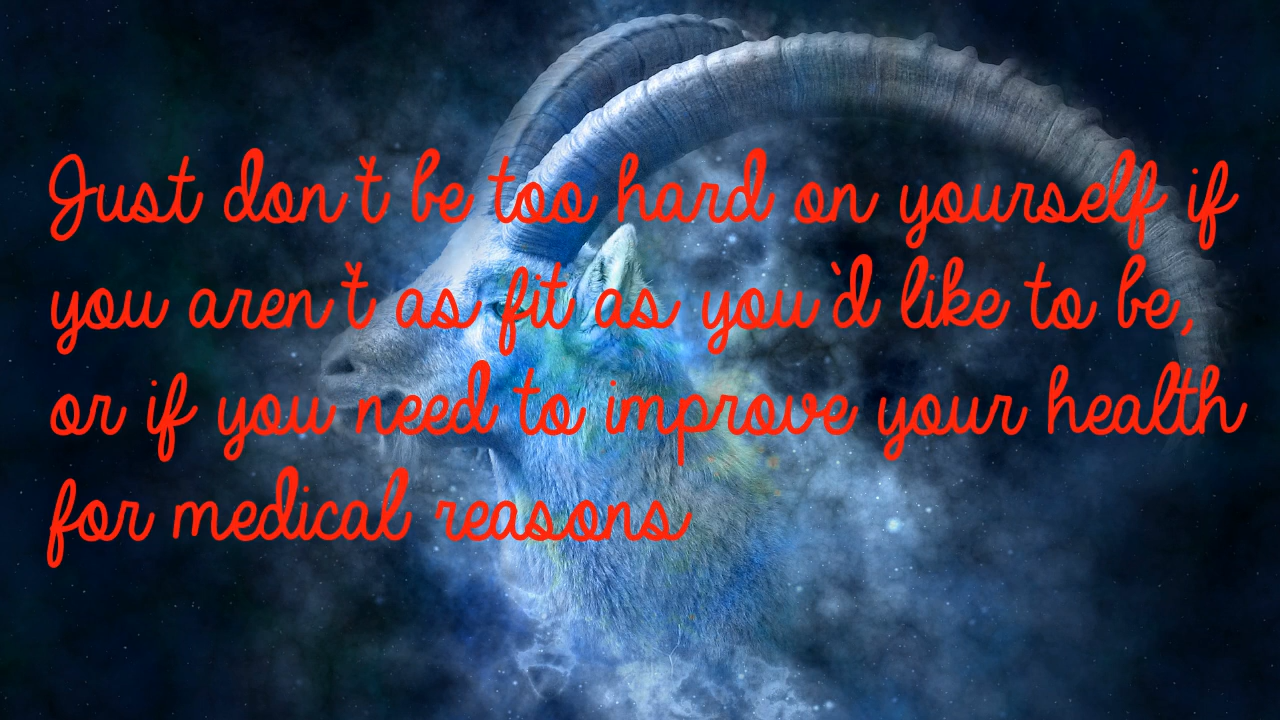 Just don't be too hard on yourself if
you aren't as fit as you'd like to be,
or if you need to improve your health
for medical reasons